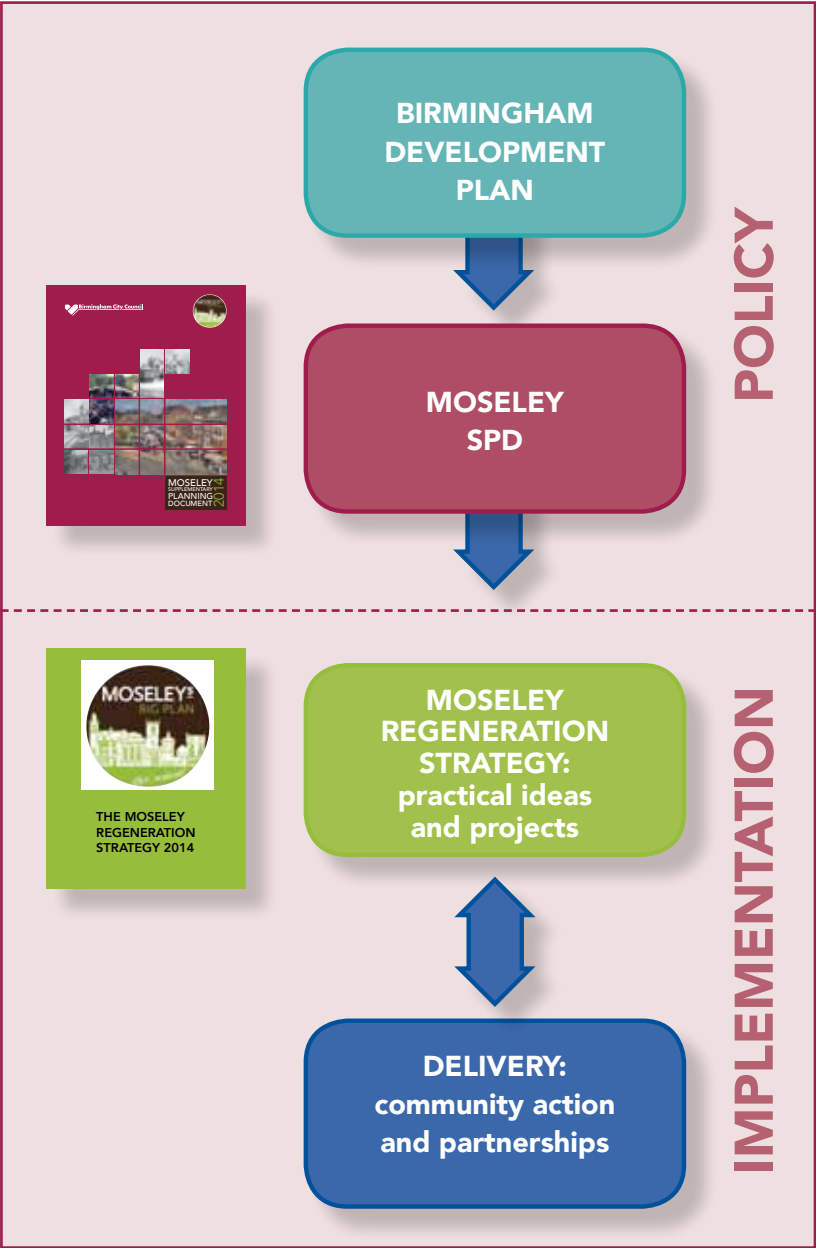 BIRMINGHAM
DEVELOPMENT
PLAN
POLICY
Birmingham City Council
MOSELEY
SUPPLEMENTARY
PLANNING
DOCUMENT
2014
MOSELEY
SPD
MOSELEY
BIG PLAN
THE MOSELEY
REGENERATION
STRATEGY 2014
MOSELEY
REGENERATION
STRATEGY:
practical ideas
and projects
IMPLEMENTATION
DELIVERY:
community action
and partnerships